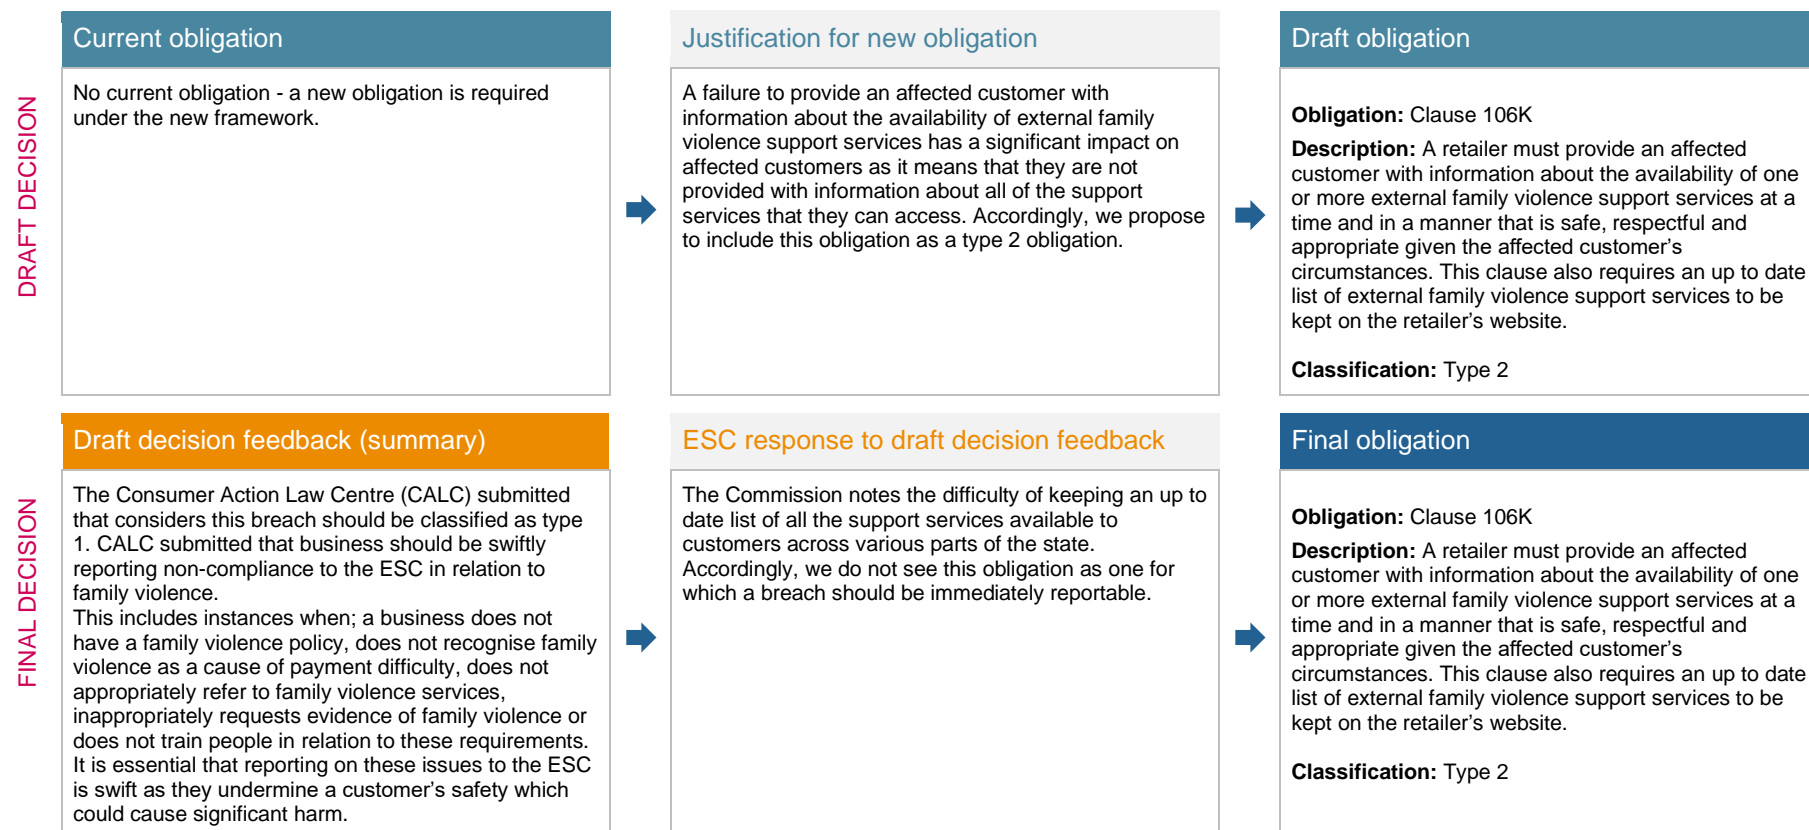 DRAFT DECISION
Current obligation
No current obligation - a new obligation is required
under the new framework.
Justification for new obligation
A failure to provide an affected customer with
information about the availability of external family
violence support services has a significant impact on
affected customers as it means that they are not
provided with information about all of the support
services that they can access. Accordingly, we propose
to include this obligation as a type 2 obligation.
Draft obligation
Obligation: Clause 106K
Description: A retailer must provide an affected
customer with information about the availability of one
or more external family violence support services at a
time and in a manner that is safe, respectful and
appropriate given the affected customer's
circumstances. This clause also requires an up to date
list of external family violence support services to be
kept on the retailer's website.
Classification: Type 2
FINAL DECISION
Draft decision feedback (summary)
The Consumer Action Law Centre (CALC) submitted
that considers this breach should be classified as type
1. CALC submitted that business should be swiftly
reporting non-compliance to the ESC in relation to
family violence.
This includes instances when; a business does not
have a family violence policy, does not recognise family
violence as a cause of payment difficulty, does not
appropriately refer to family violence services,
inappropriately requests evidence of family violence or
does not train people in relation to these requirements.
It is essential that reporting on these issues to the ESC
is swift as they undermine a customer's safety which
could cause significant harm.
ESC response to draft decision feedback
The Commission notes the difficulty of keeping an up to
date list of all the support services available to
customers across various parts of the state.
Accordingly, we do not see this obligation as one for
which a breach should be immediately reportable.
Final obligation
Obligation: Clause 106K
Description: A retailer must provide an affected
customer with information about the availability of one
or more external family violence support services at a
time and in a manner that is safe, respectful and
appropriate given the affected customer's
circumstances. This clause also requires an up to date
list of external family violence support services to be
kept on the retailer's website.
Classification: Type 2